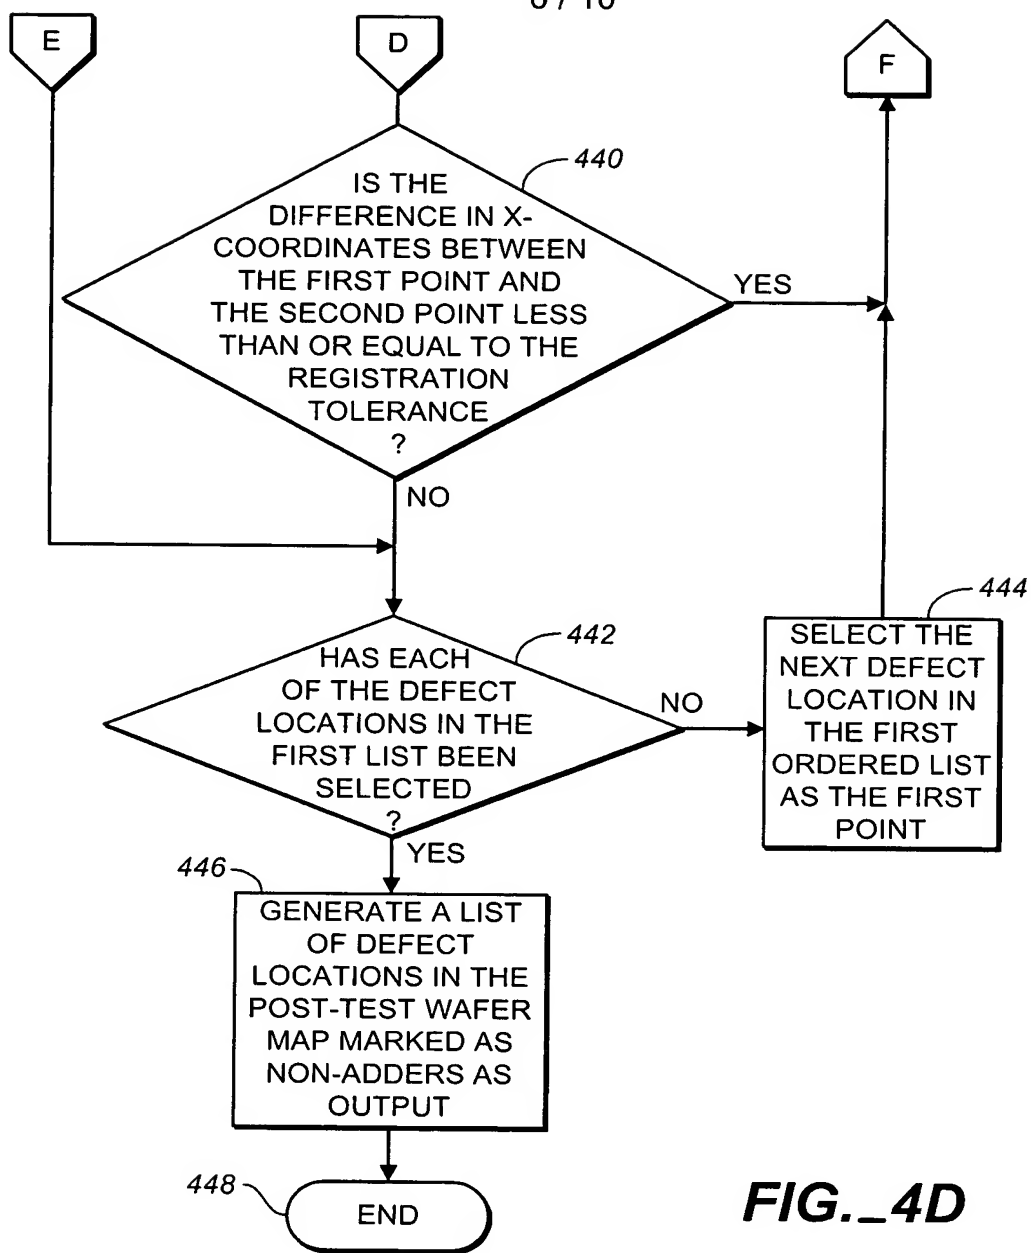 E
D
F
440
IS THE
DIFFERENCE IN X-
COORDINATES BETWEEN
THE FIRST POINT AND
THE SECOND POINT LESS
THAN OR EQUAL TO THE
REGISTRATION
TOLERANCE
?
YES
NO
442
HAS EACH
OF THE DEFECT
LOCATIONS IN THE
FIRST LIST BEEN
SELECTED
?
NO
YES
444
SELECT THE
NEXT DEFECT
LOCATION IN
THE FIRST
ORDERED LIST
AS THE FIRST
POINT
446
GENERATE A LIST
OF DEFECT
LOCATIONS IN THE
POST-TEST WAFER
MAP MARKED AS
NON-ADDERS AS
OUTPUT
448
END
FIG._4D